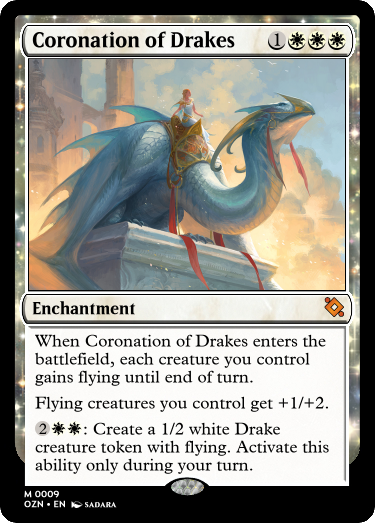 Coronation of Drakes 1
Enchantment
When Coronation of Drakes enters the
battlefield, each creature you control
gains flying until end of turn.
Flying creatures you control get +1/+2.
2: Create a 1/2 white Drake
creature token with flying. Activate this
ability only during your turn.
M 0009
OZN • EN SADARA